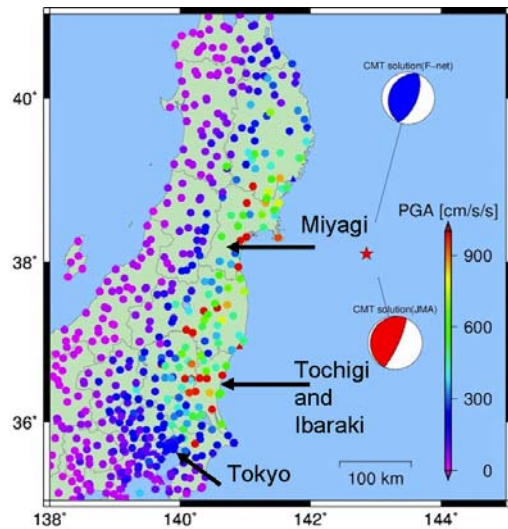 CMT solution(F-net)
40°
PGA [cm/s/s]
Miyagi
900
38°
CMT solution(JMA)
600
Tochigi
and
Ibaraki
300
36°
Tokyo
100 km
0
138°
140°
142°
144°